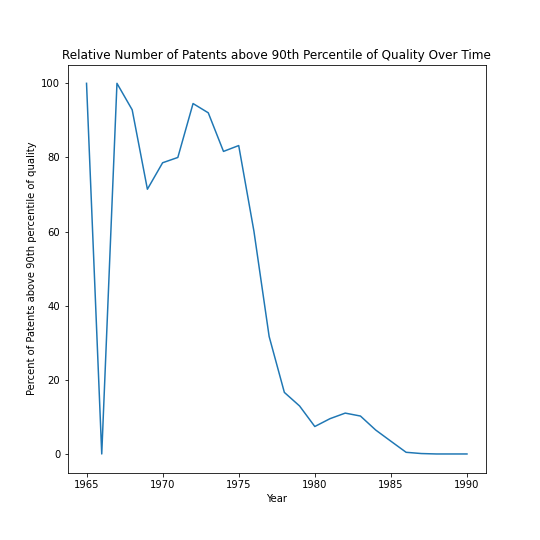 Relative Number of Patents above 90th Percentile of Quality Over Time
Percent of Patents above 90th percentile of quality
100
80
60
40
20
0
1965 1970 1975 1980 1985 1990
Year